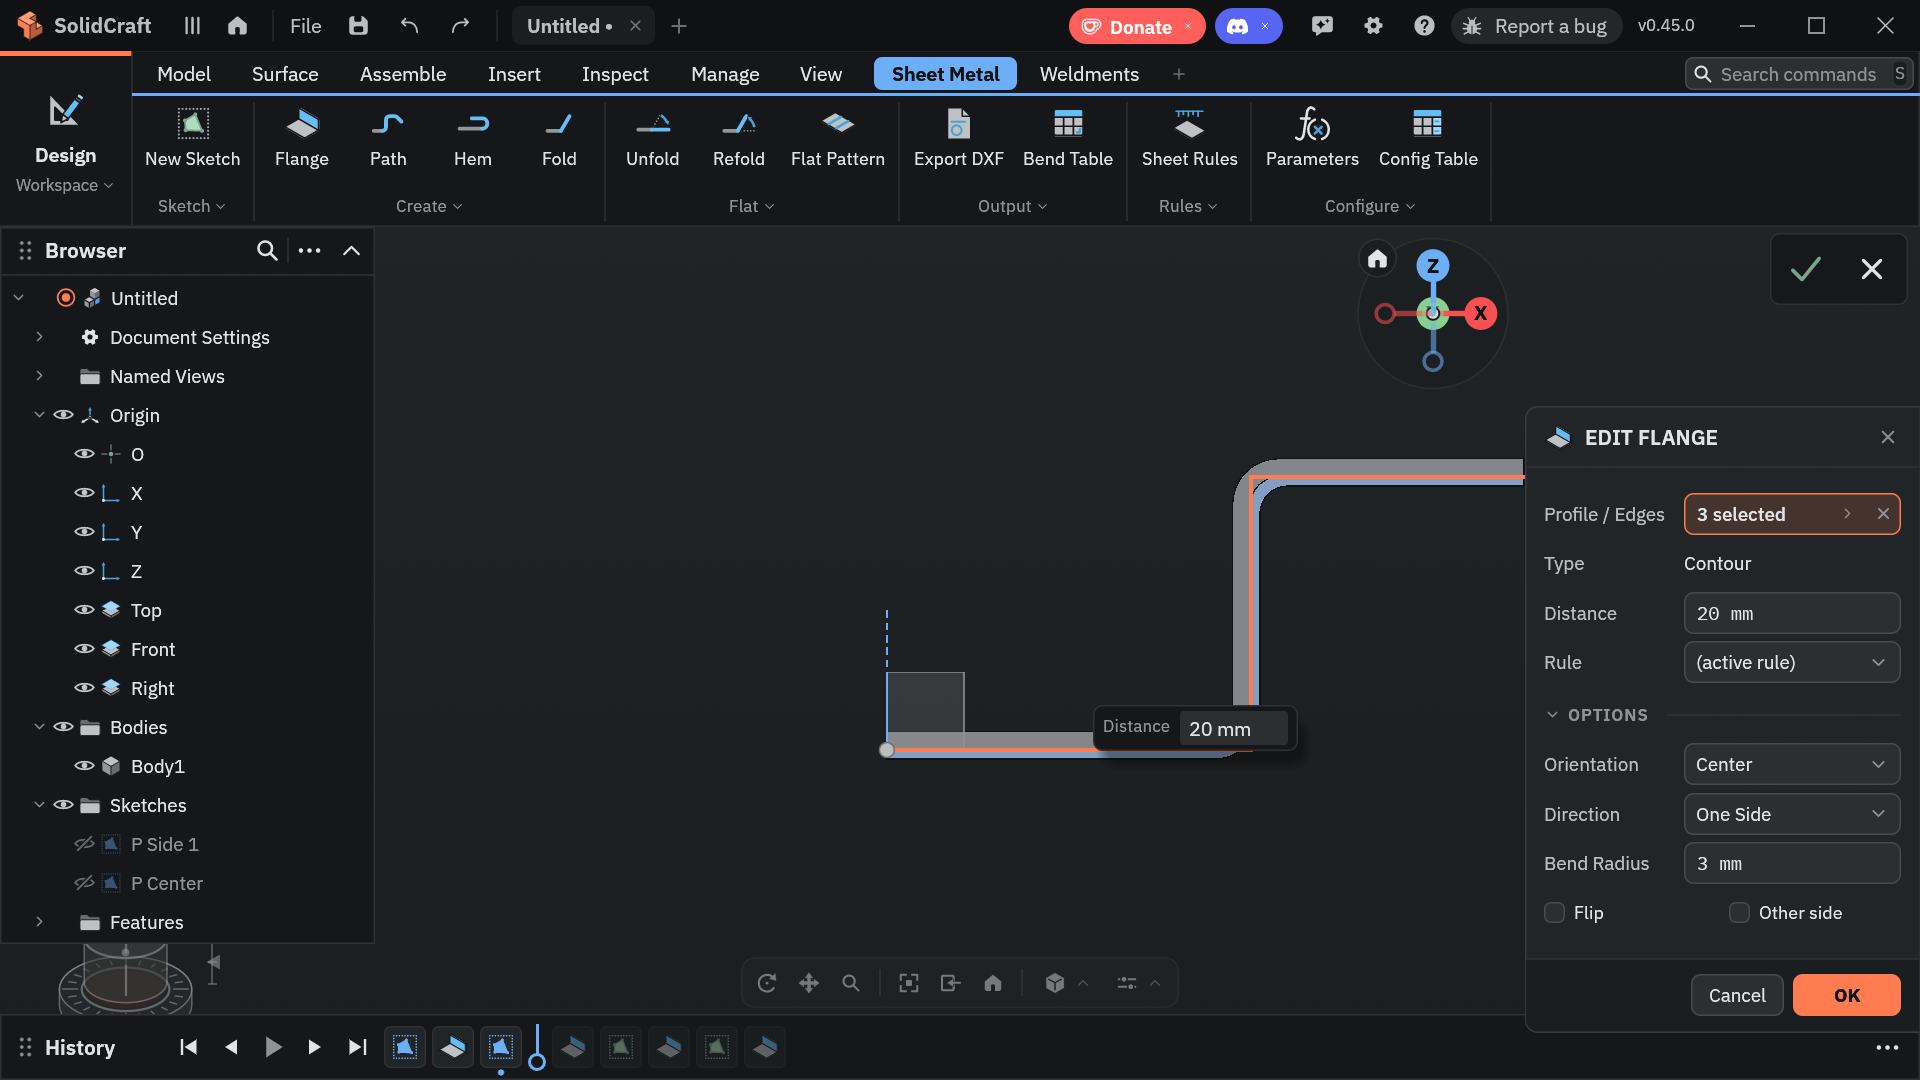 SolidCraft
File
Untitled •
Donate
Report a bug
v0.45.0
Design
Workspace
Model
Surface
Assemble
Insert
Inspect
Manage
View
Sheet Metal
Weldments
Search commands
S
New Sketch
Flange
Path
Hem
Fold
Unfold
Refold
Flat Pattern
Export DXF
Bend Table
Sheet Rules
Parameters
Config Table
Sketch
Create
Flat
Output
Rules
Configure
Browser
Untitled
Document Settings
Named Views
Origin
O
X
Y
Z
Top
Front
Right
Bodies
Body1
Sketches
P Side 1
P Center
Features
Z
X
Distance
20 mm
EDIT FLANGE
Profile / Edges
3 selected
Type
Contour
Distance
20 mm
Rule
(active rule)
OPTIONS
Orientation
Center
Direction
One Side
Bend Radius
3 mm
Flip
Other side
Cancel
OK
History